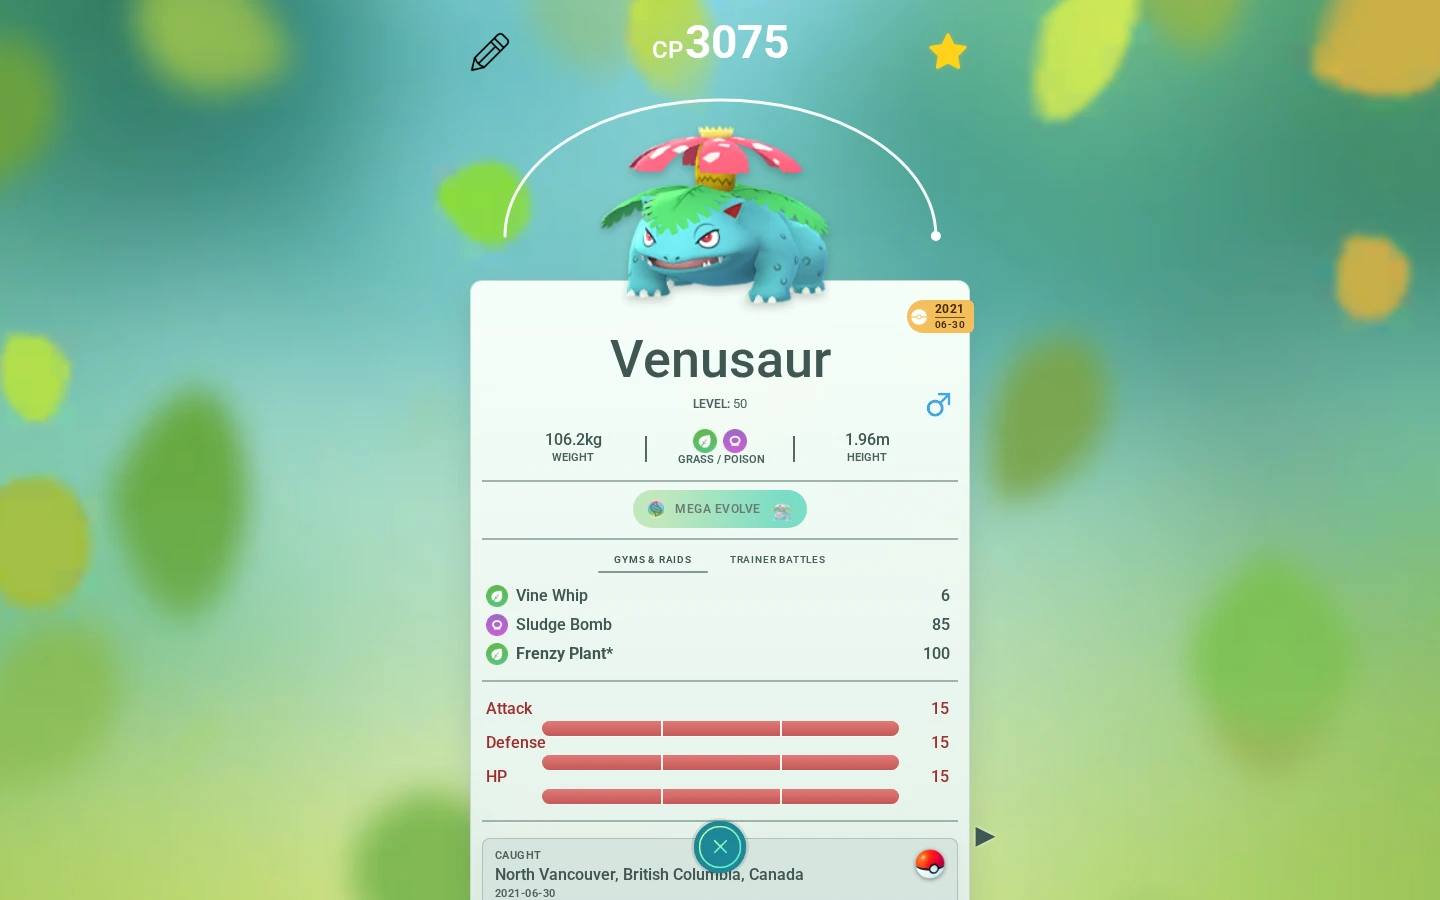 CP3075
2021
06-30
Venusaur
LEVEL: 50
106.2kg
WEIGHT
GRASS / POISON
1.96m
HEIGHT
MEGA EVOLVE
GYMS & RAIDS
TRAINER BATTLES
Vine Whip 6
Sludge Bomb 85
Frenzy Plant* 100
Attack 15
Defense 15
HP 15
CAUGHT
North Vancouver, British Columbia, Canada
2021-06-30